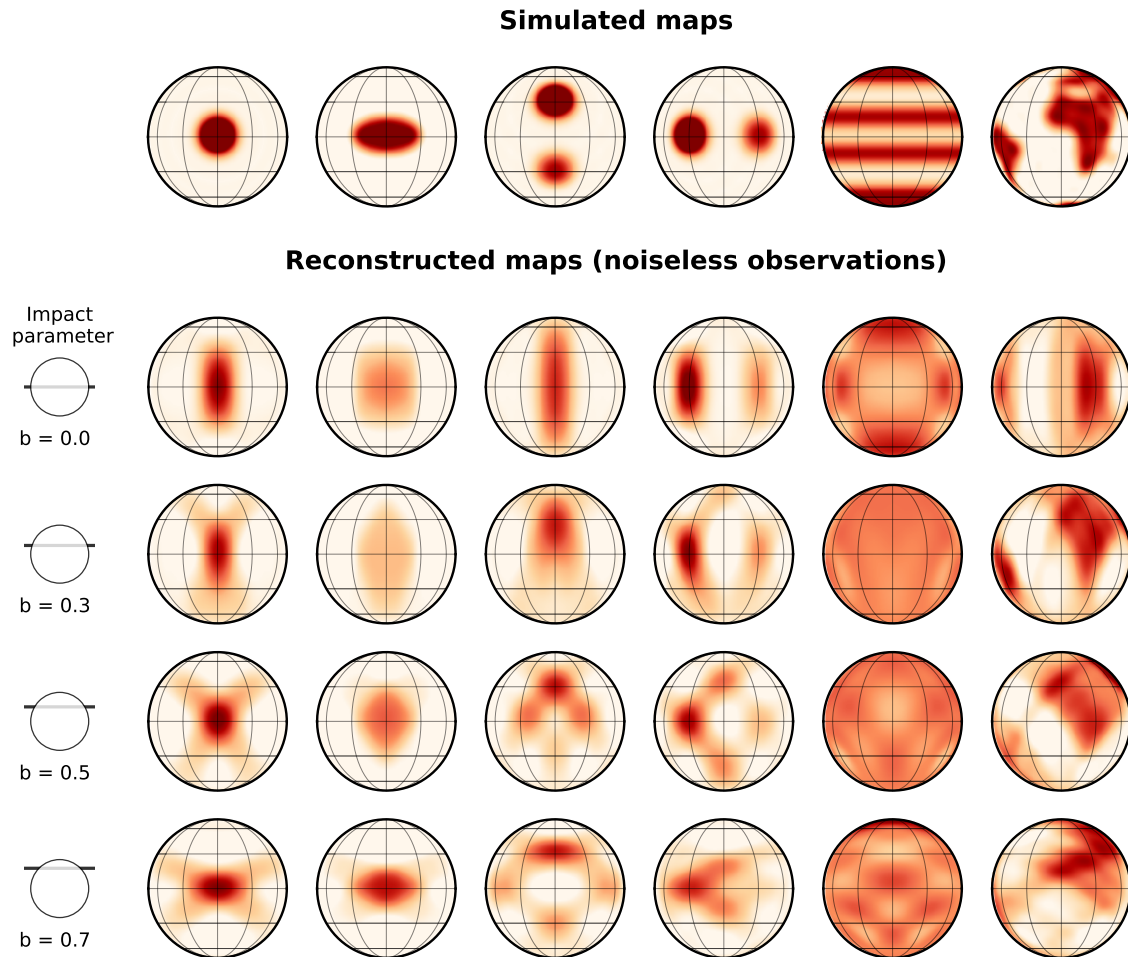 Simulated maps
Reconstructed maps (noiseless observations)
Impact
parameter
b = 0.0
b = 0.3
b = 0.5
b = 0.7